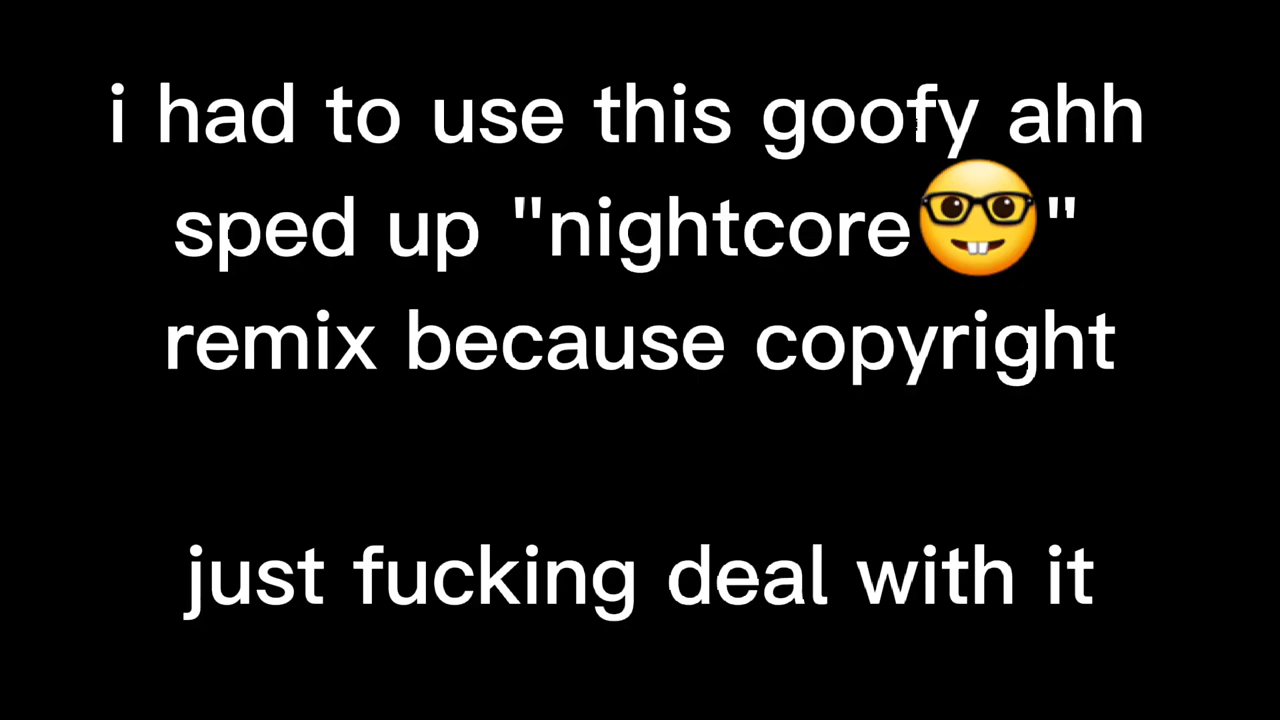 i had to use this goofy ahh
sped up "nightcore🤓"
remix because copyright
just fucking deal with it